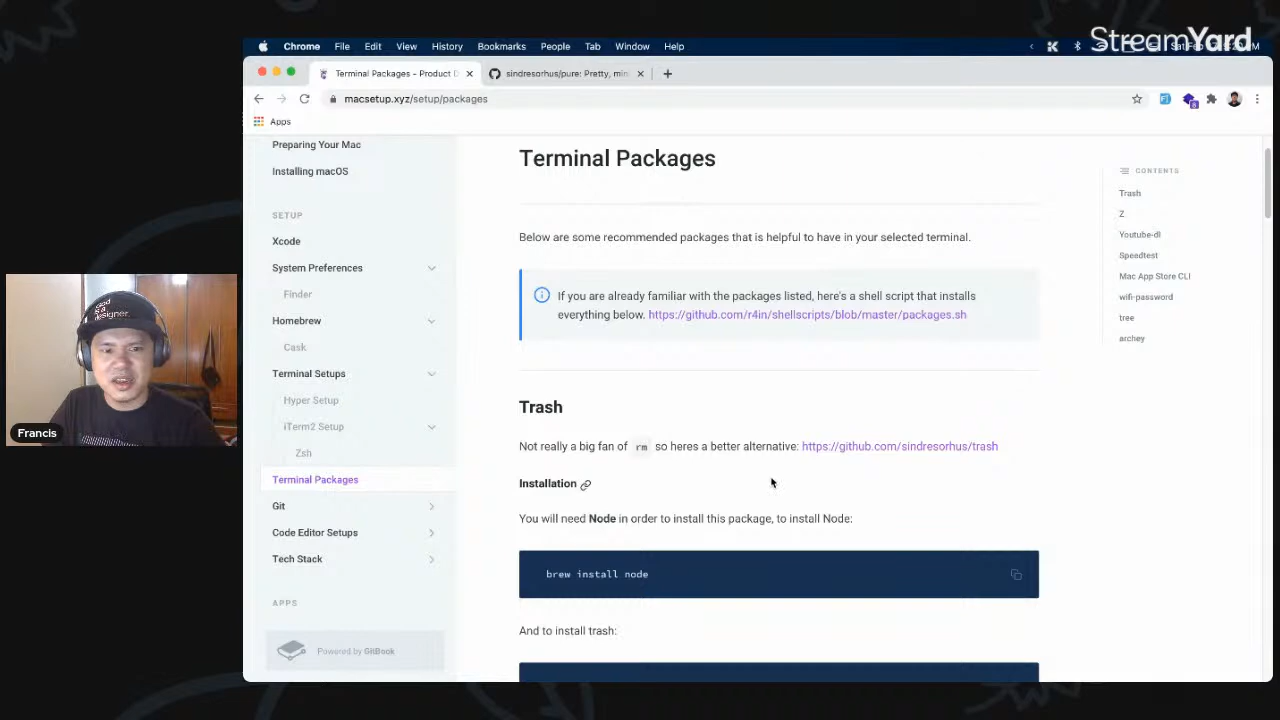 StreamYard
Chrome File Edit View History Bookmarks People Tab Window Help
Terminal Packages - Product D
sindresorhus/pure: Pretty, min
macsetup.xyz/setup/packages
Apps
Preparing Your Mac
Installing macOS
SETUP
Xcode
System Preferences
Finder
Homebrew
Cask
Terminal Setups
Hyper Setup
iTerm2 Setup
Zsh
Terminal Packages
Git
Code Editor Setups
Tech Stack
APPS
Powered by GitBook
Terminal Packages
Below are some recommended packages that is helpful to have in your selected terminal.
If you are already familiar with the packages listed, here's a shell script that installs
everything below. https://github.com/r4in/shellscripts/blob/master/packages.sh
Trash
Not really a big fan of rm so heres a better alternative: https://github.com/sindresorhus/trash
Installation
You will need Node in order to install this package, to install Node:
brew install node
And to install trash:
CONTENTS
Trash
Z
Youtube-dl
Speedtest
Mac App Store CLI
wifi-password
tree
archey
designer.
Francis